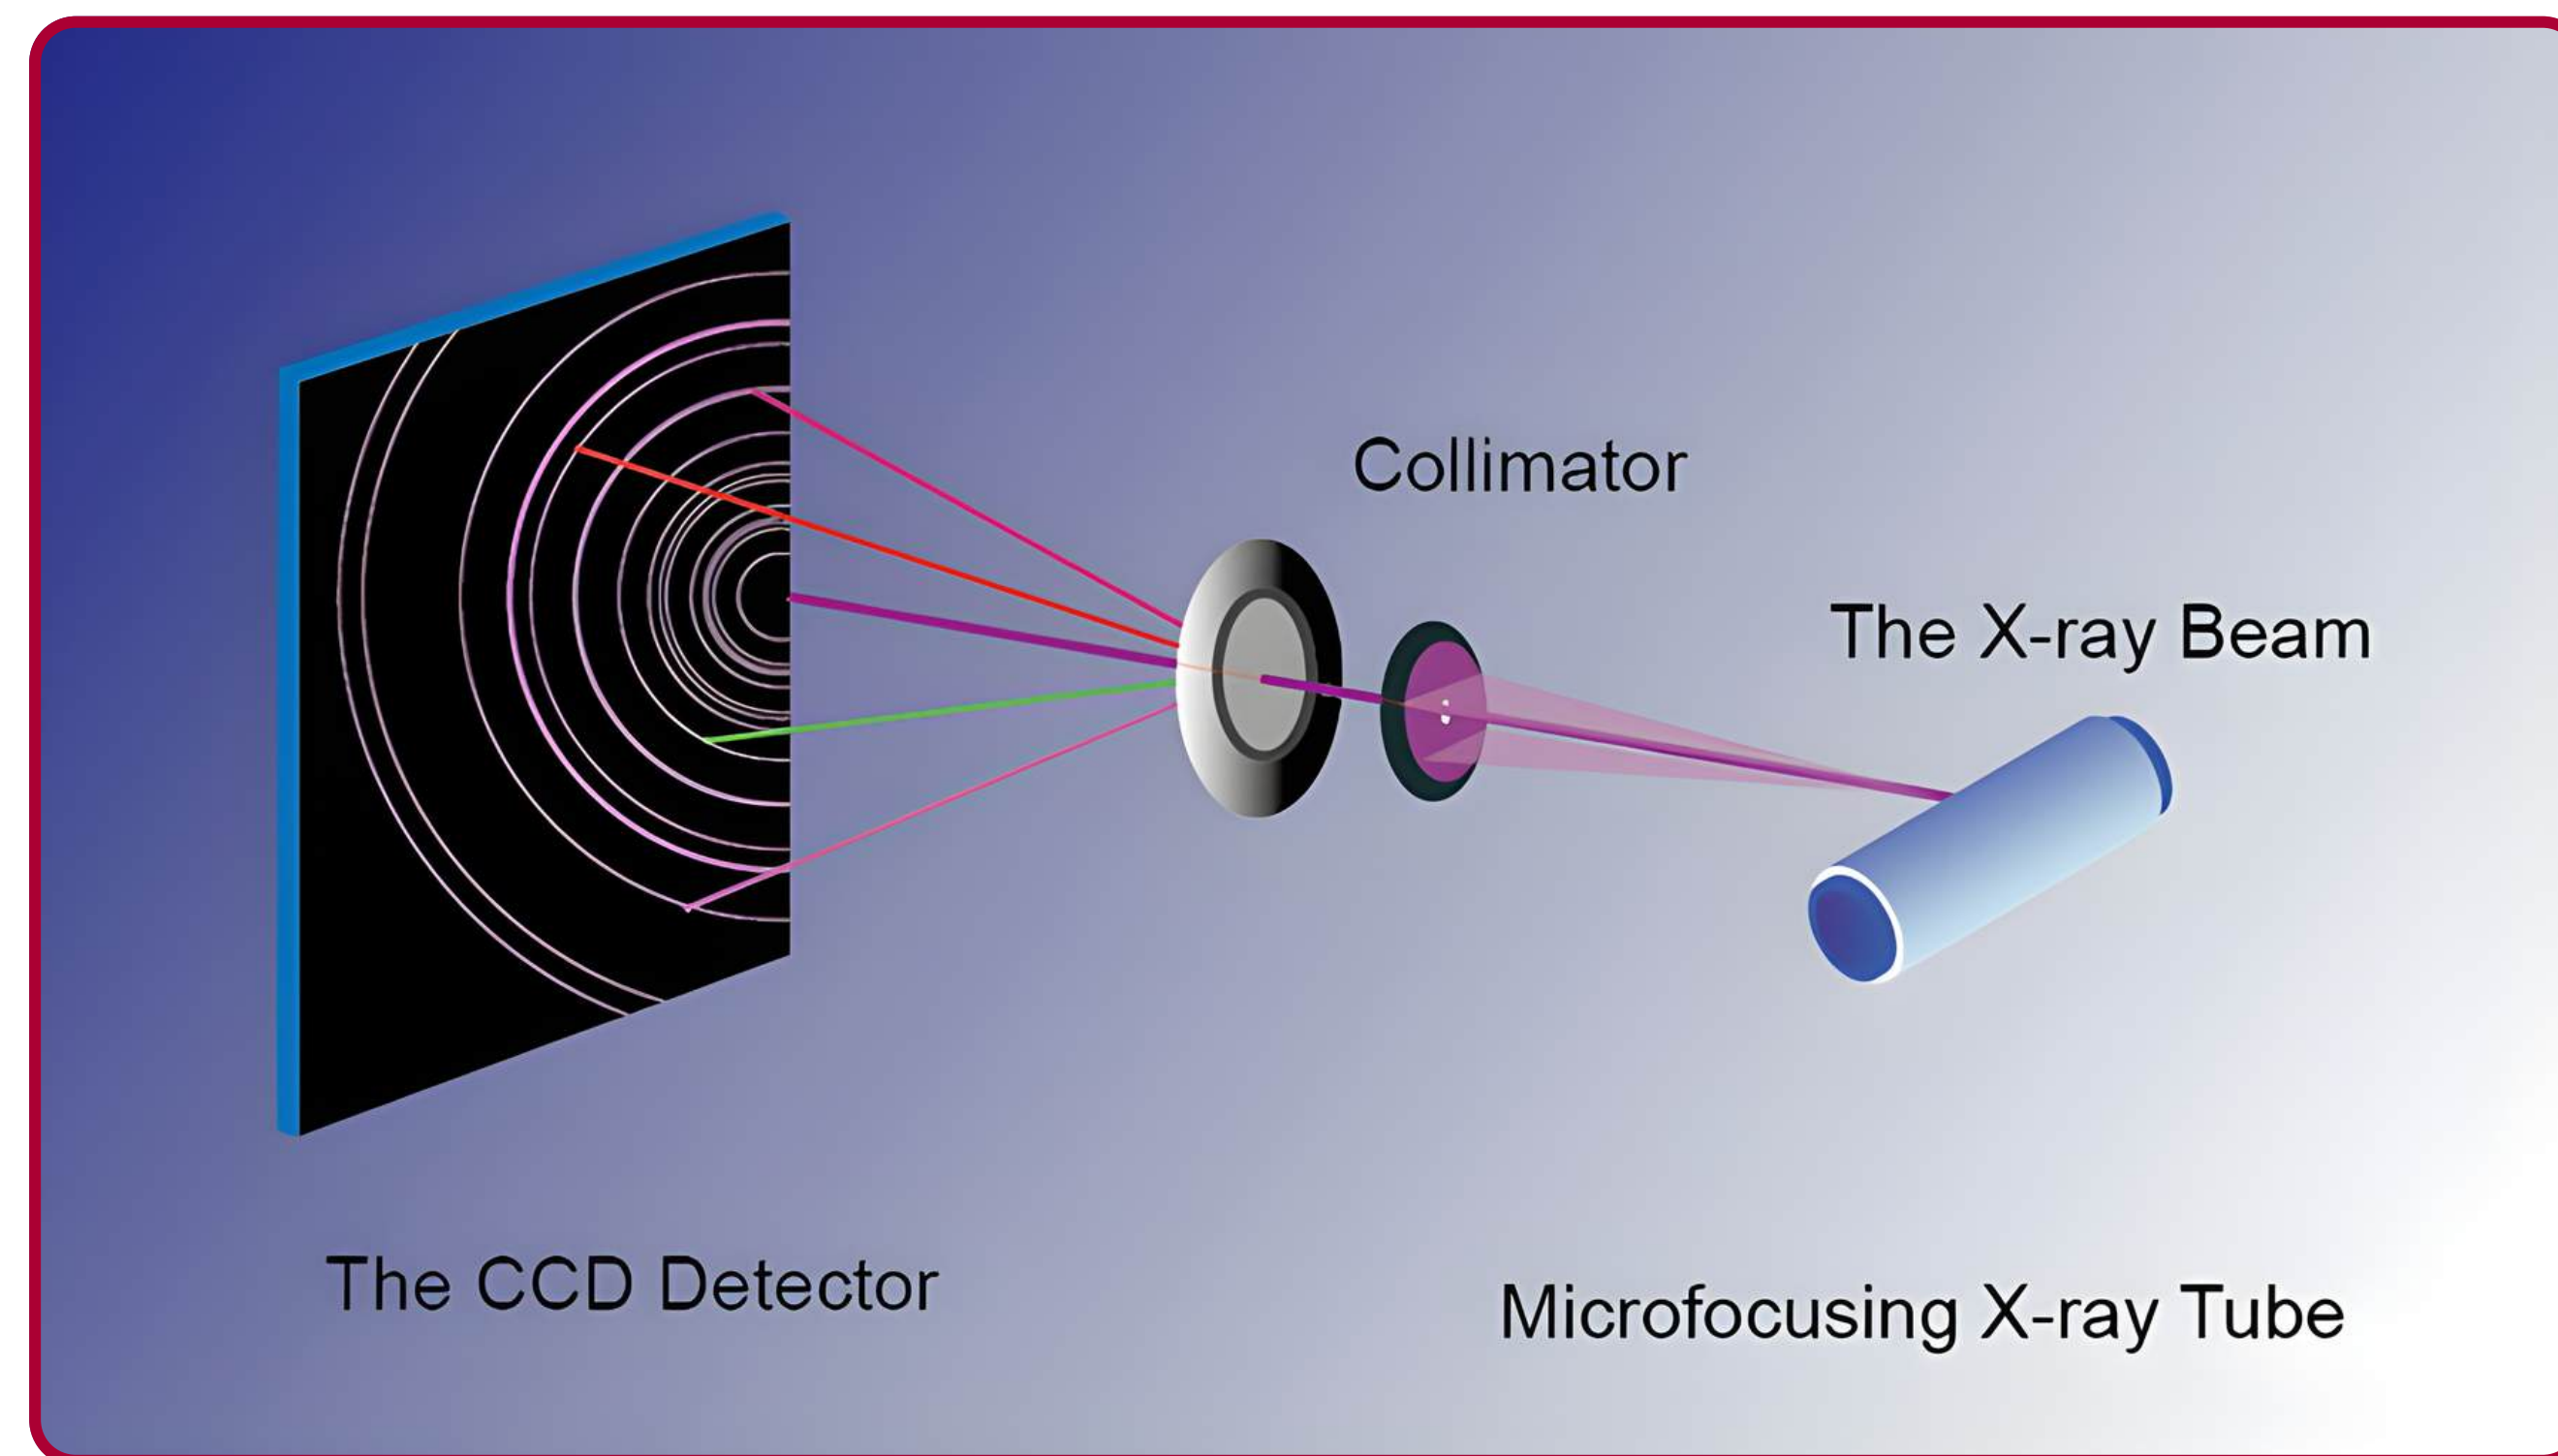 Collimator
The X-ray Beam
The CCD Detector
Microfocusing X-ray Tube